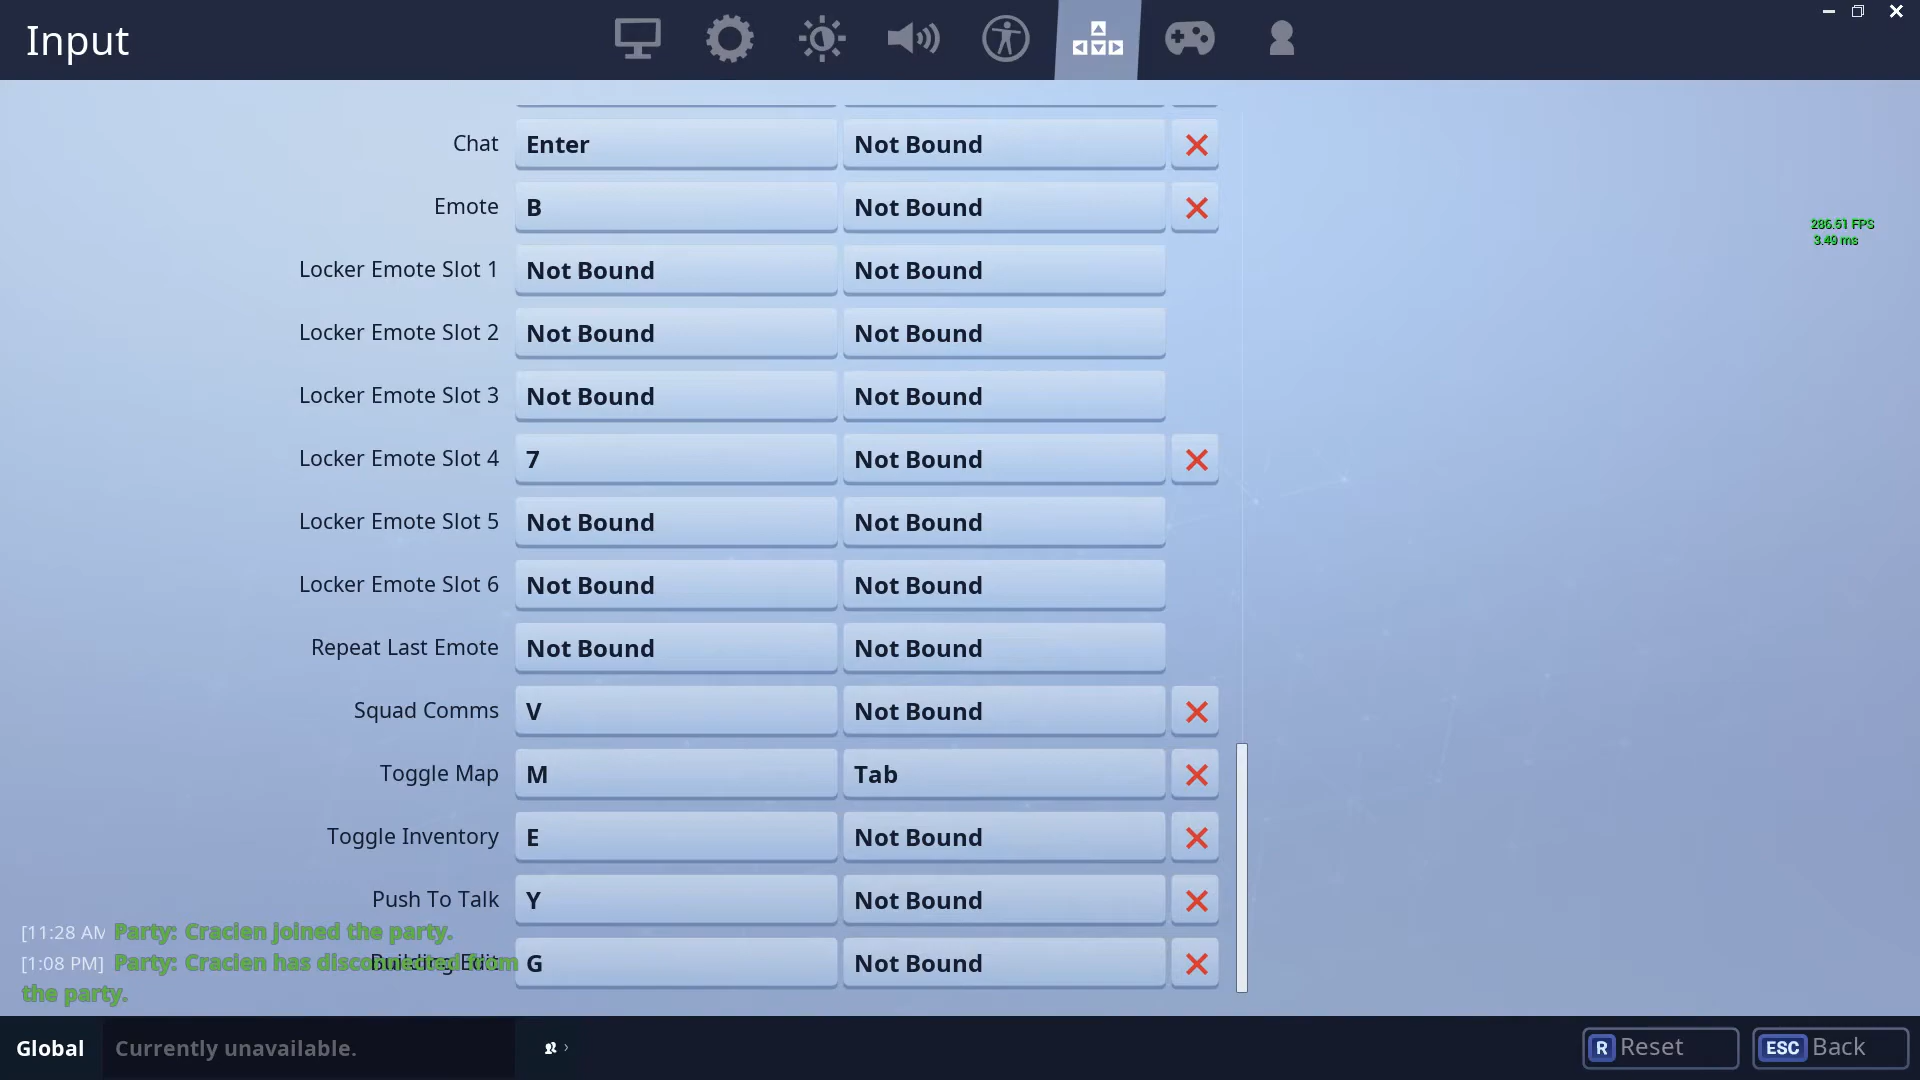 Input
286.51 FPS
3.49 ms
Chat Enter Not Bound
Emote B Not Bound
Locker Emote Slot 1 Not Bound Not Bound
Locker Emote Slot 2 Not Bound Not Bound
Locker Emote Slot 3 Not Bound Not Bound
Locker Emote Slot 4 7 Not Bound
Locker Emote Slot 5 Not Bound Not Bound
Locker Emote Slot 6 Not Bound Not Bound
Repeat Last Emote Not Bound Not Bound
Squad Comms V Not Bound
Toggle Map M Tab
Toggle Inventory E Not Bound
Push To Talk Y Not Bound
[11:28 AM Party: Cracien joined the party.
Building Edit G Not Bound
[1:08 PM] Party: Cracien has disconnected from
the party.
Global Currently unavailable.
R Reset ESC Back